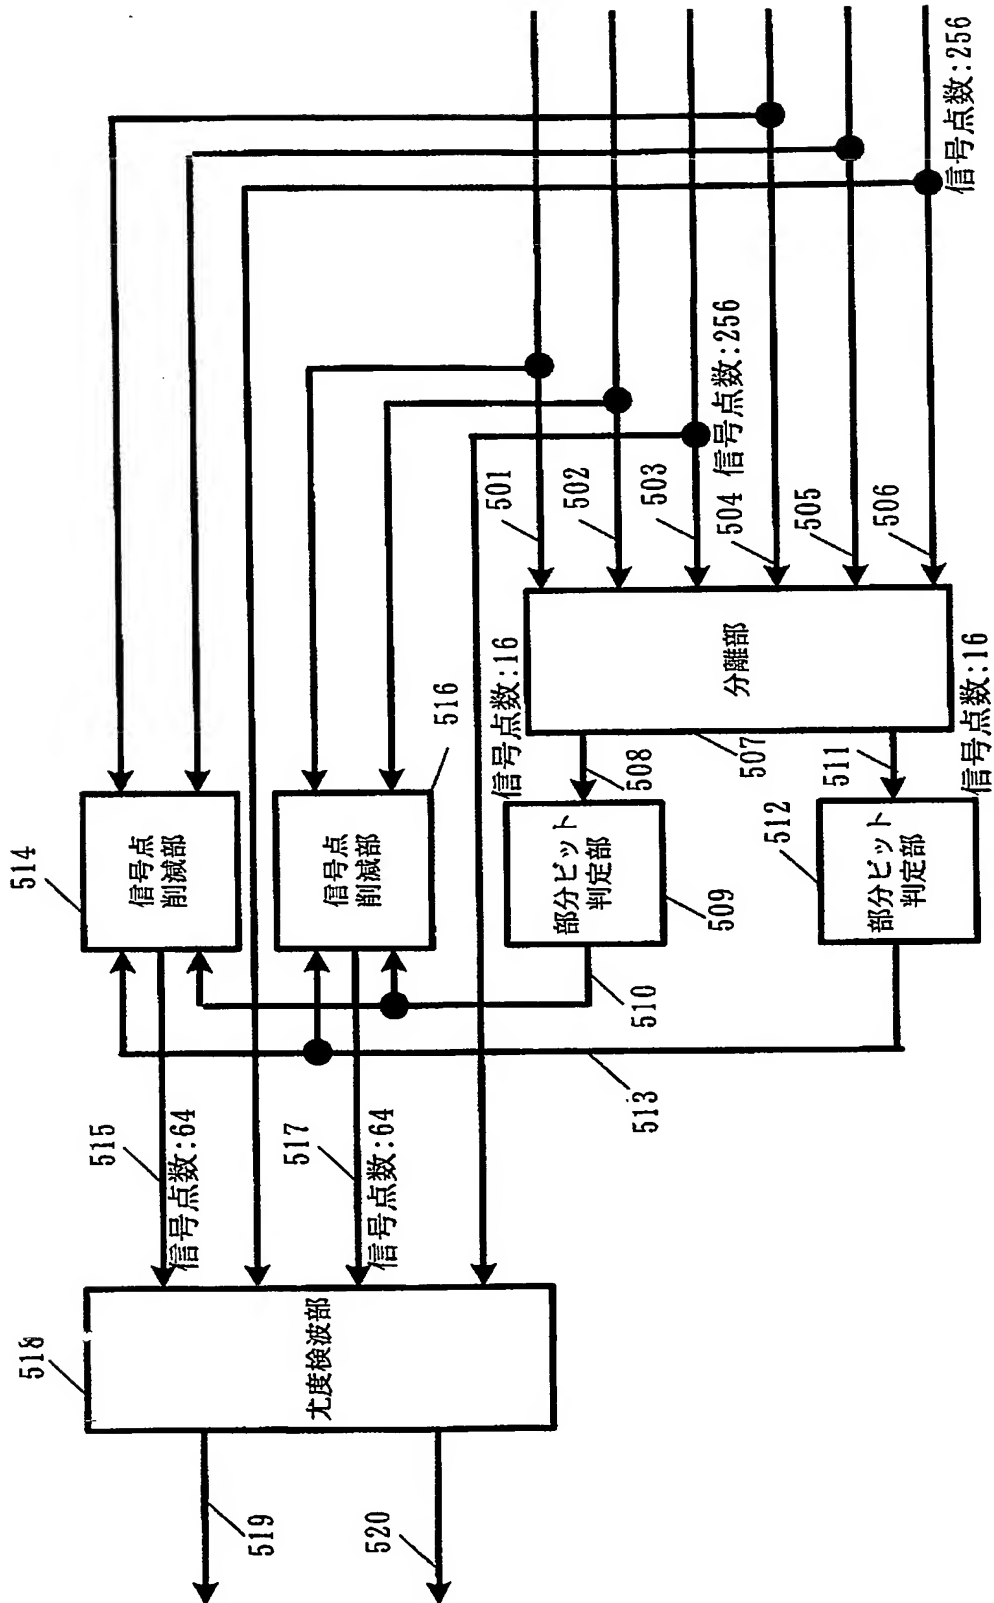 518
514
515
信号点
削減部
信号点数:64
519
517
尤度検波部
信号点
削減部
520
信号点数:64
516
信号点数:16
501
部分ビット
判定部
502
510
508
513
503
509
分離部
504 信号点数:256
507
512
505
511
部分ビット
判定部
506
信号点数:16
信号点数:256